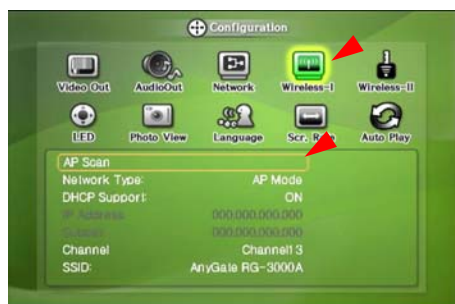 Configuration
Video Out AudioOut Network Wireless-I Wireless-II
LED Photo View Language Scr. Auto Play
AP Scan
Network Type: AP Mode
DHCP Support: ON
IP Address 000.000.000.000
000.000.000.000
Channel Channel13
SSID: AnyGate RG-3000A